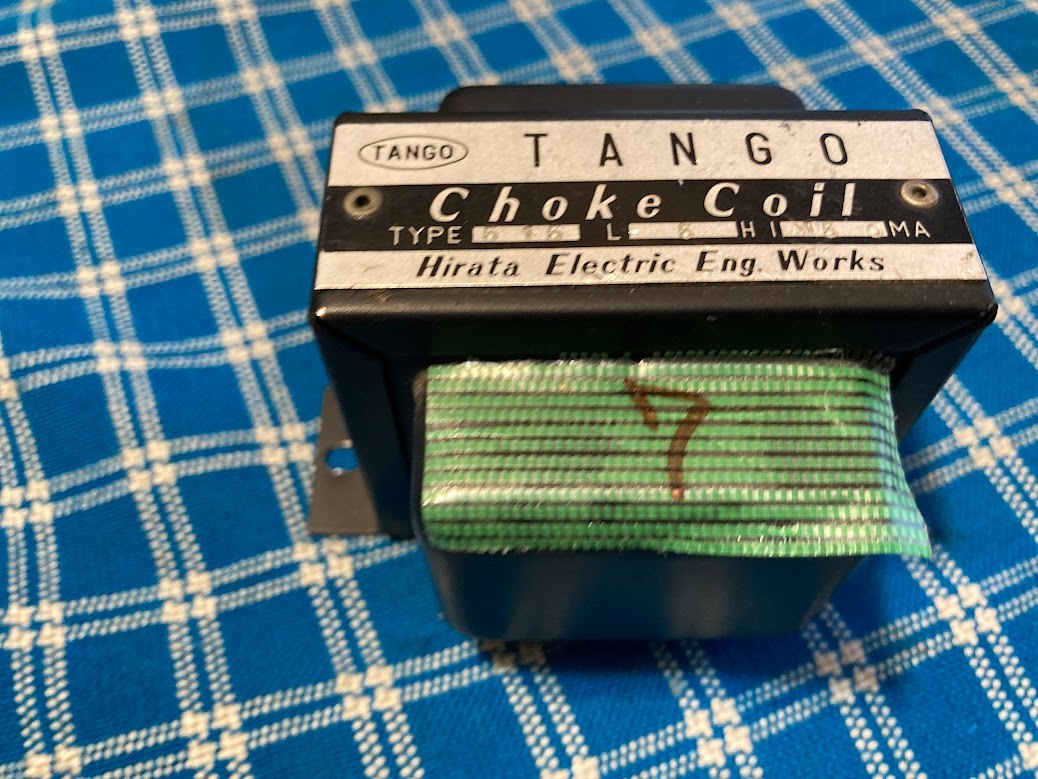 TANGO TANGO
Choke Coil
TYPE L H I MA
Hirata Electric Eng. Works
7